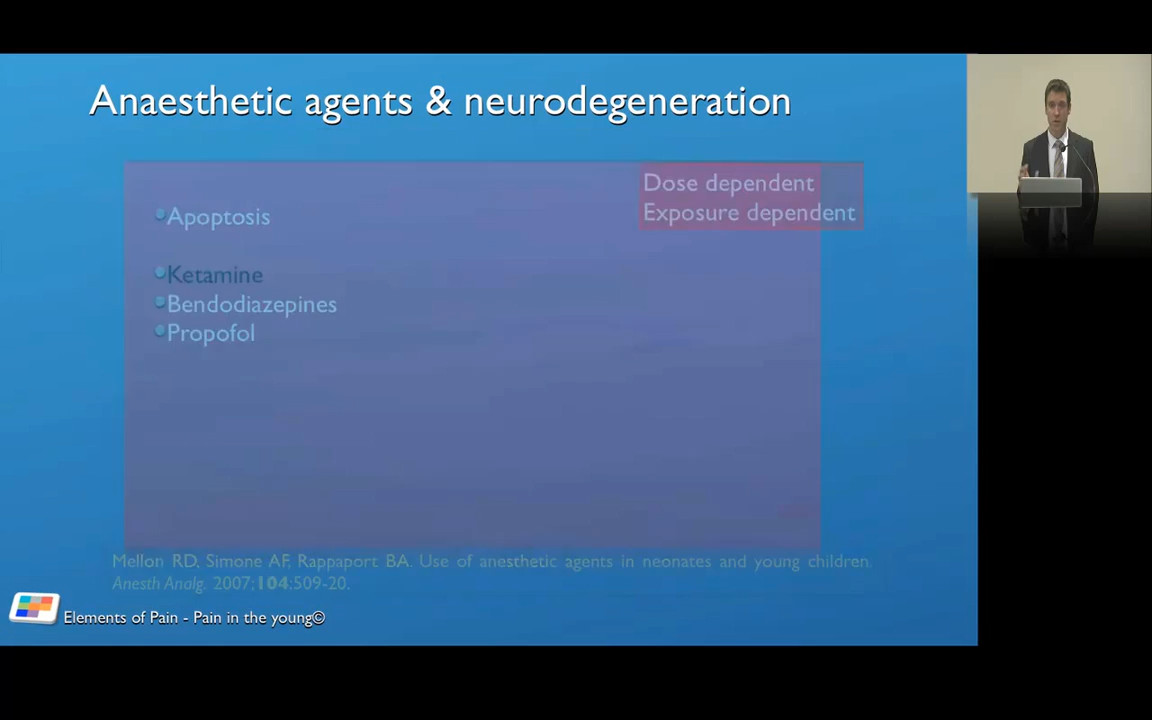 Anaesthetic agents & neurodegeneration
Dose dependent
Exposure dependent
•Apoptosis
•Ketamine
•Bendodiazepines
•Propofol
Mellon RD, Simone AF, Rappaport BA. Use of anesthetic agents in neonates and young children.
Anesth Analg. 2007;104:509-20.
Elements of Pain - Pain in the young©